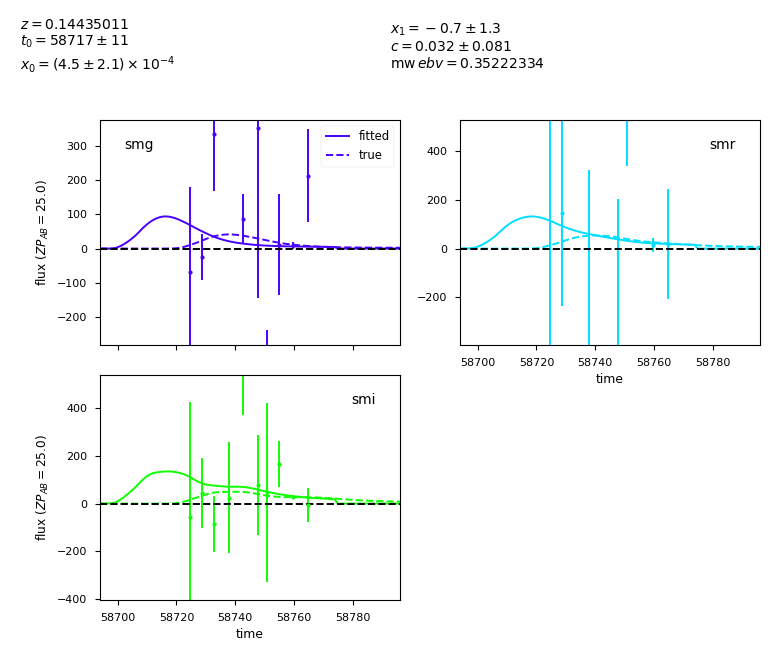 z = 0.14435011
t₀ = 58717 ± 11
x₀ = (4.5 ± 2.1) × 10⁻⁴
x₁ = −0.7 ± 1.3
c = 0.032 ± 0.081
mw ebv = 0.35222334
smg
fitted
true
300
200
100
0
−100
−200
flux (ZP_AB = 25.0)
smr
400
200
0
−200
58700 58720 58740 58760 58780
time
smi
400
200
0
−200
−400
flux (ZP_AB = 25.0)
58700 58720 58740 58760 58780
time